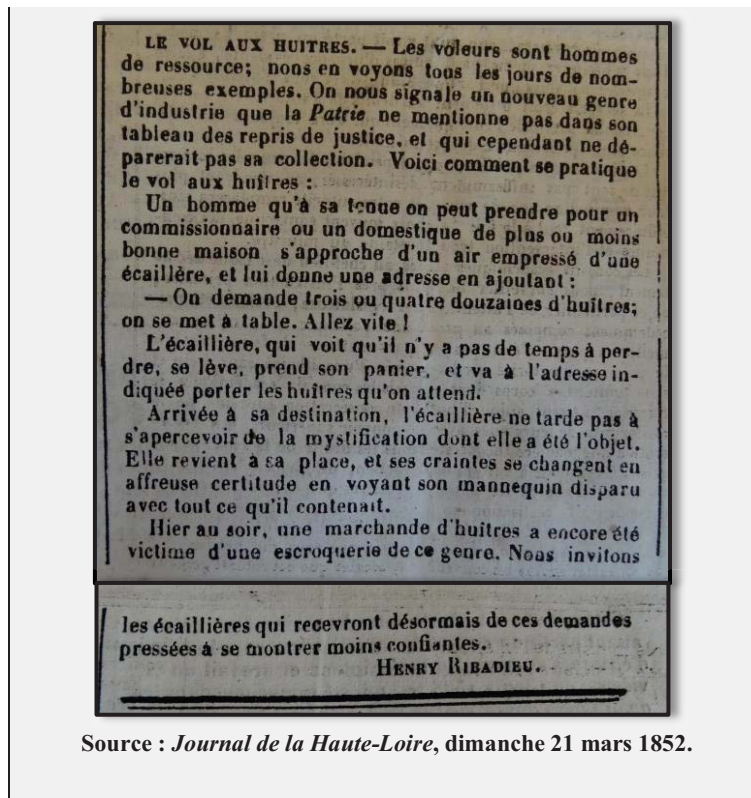 LE VOL AUX HUITRES. — Les voleurs sont hommes
de ressource; nous en voyons tous les jours de nom-
breuses exemples. On nous signale un nouveau genre
d'industrie que la Patrie ne mentionne pas dans son
tableau des repris de justice, et qui cependant ne dé-
parerait pas sa collection. Voici comment se pratique
le vol aux huîtres :
Un homme qu'à sa tenue on peut prendre pour un
commissionnaire ou un domestique de plus ou moins
bonne maison s'approche d'un air empressé d'une
écaillère, et lui donne une adresse en ajoutant :
— On demande trois ou quatre douzaines d'huîtres;
on se met à table. Allez vite !
L'écaillière, qui voit qu'il n'y a pas de temps à per-
dre, se lève, prend son panier, et va à l'adresse in-
diquée porter les huîtres qu'on attend.
Arrivée à sa destination, l'écaillière ne tarde pas à
s'apercevoir de la mystification dont elle a été l'objet.
Elle revient à sa place, et ses craintes se changent en
affreuse certitude en voyant son mannequin disparu
avec tout ce qu'il contenait.
Hier au soir, une marchande d'huîtres a encore été
victime d'une escroquerie de ce genre. Nous invitons
les écaillières qui recevront désormais de ces demandes
pressées à se montrer moins confiantes.
HENRY RIBADIEU.
Source : Journal de la Haute-Loire, dimanche 21 mars 1852.